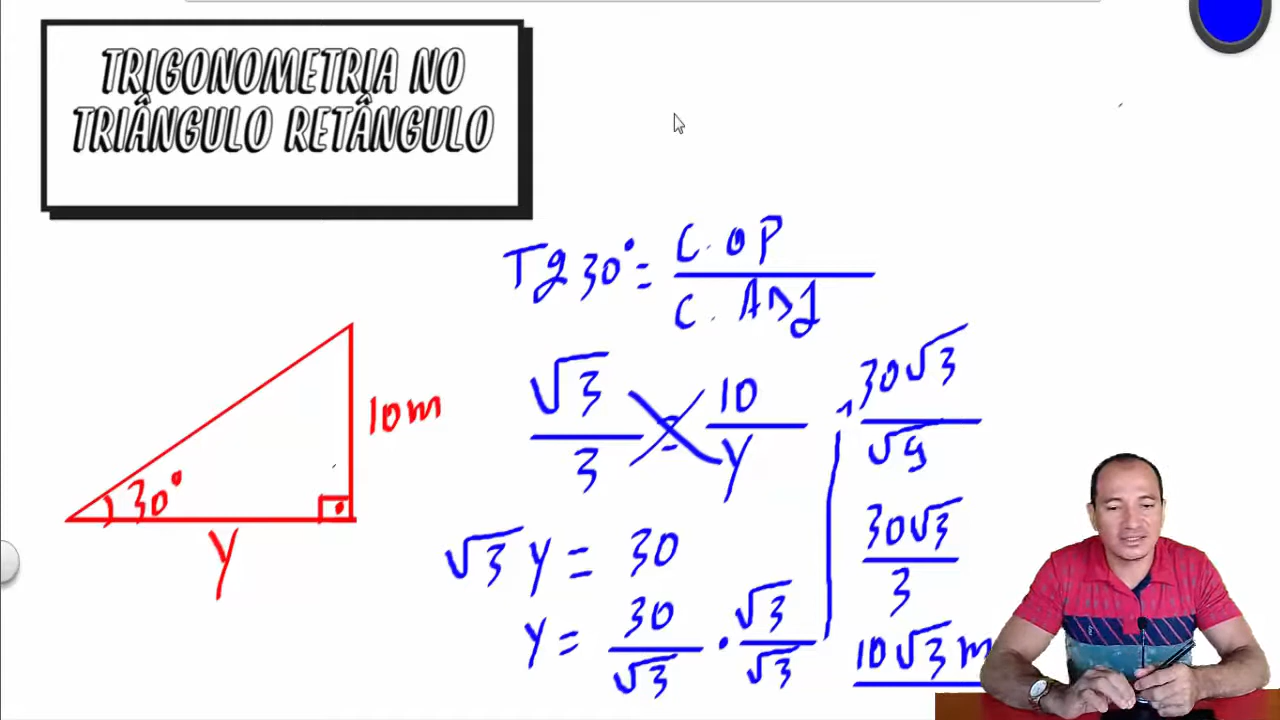 TRIGONOMETRIA NO
TRIÂNGULO RETÂNGULO
10m
30°
y
Tg 30° = C.OP / C.ADJ
√3/3 = 10/y
√3 y = 30
y = 30/√3 · √3/√3
30√3/√9
30√3/3
10√3 m